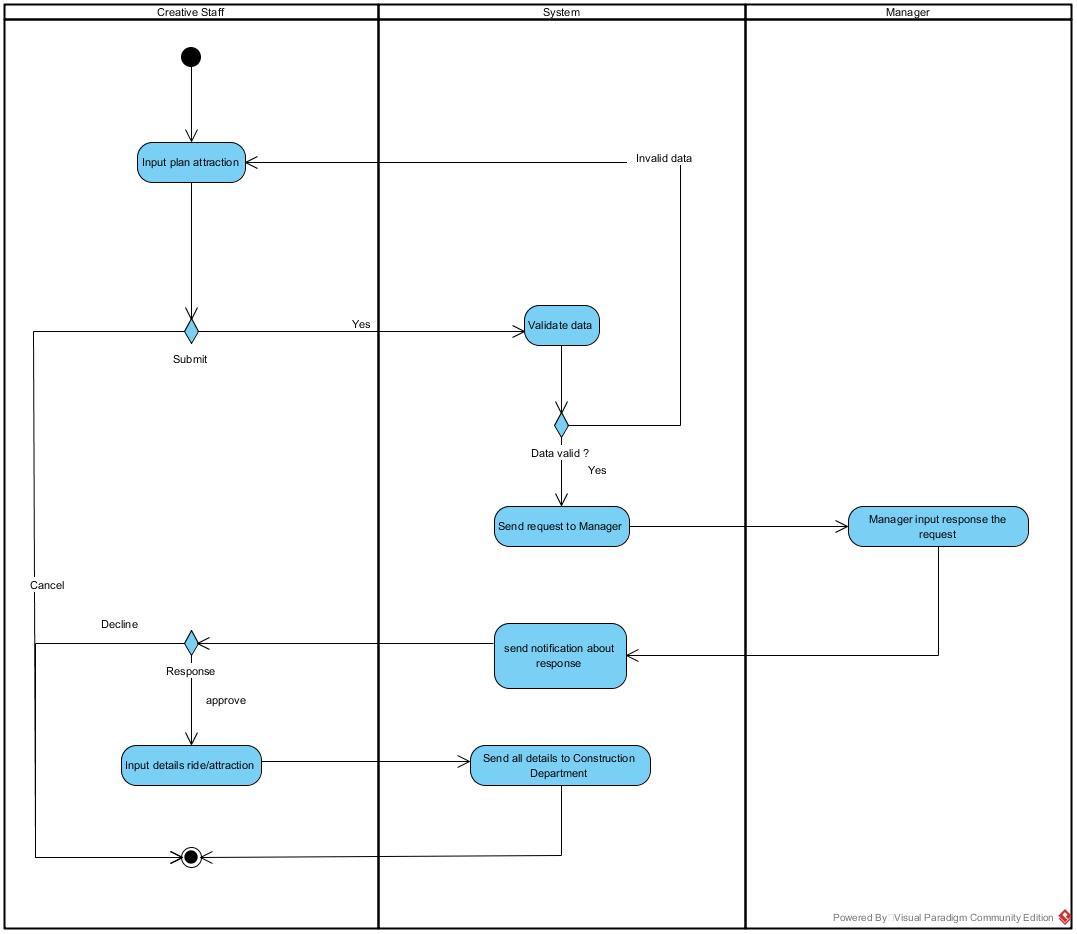 Creative Staff
System
Manager
Input plan attraction
Invalid data
Yes
Validate data
Submit
Data valid ?
Yes
Send request to Manager
Manager input response the
request
Cancel
Decline
send notification about
response
Response
approve
Input details ride/attraction
Send all details to Construction
Department
Powered By Visual Paradigm Community Edition